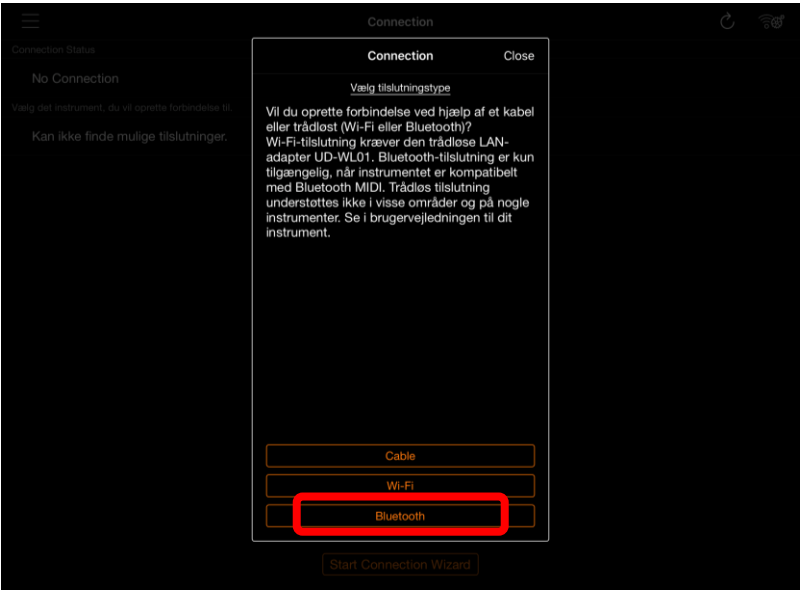 Connection
Connection Status
No Connection
Vælg det instrument, du vil oprette forbindelse til.
Kan ikke finde mulige tilslutninger.
Connection
Close
Vælg tilslutningstype
Vil du oprette forbindelse ved hjælp af et kabel
eller trådløst (Wi-Fi eller Bluetooth)?
Wi-Fi-tilslutning kræver den trådløse LAN-
adapter UD-WL01. Bluetooth-tilslutning er kun
tilgængelig, når instrumentet er kompatibelt
med Bluetooth MIDI. Trådløs tilslutning
understøttes ikke i visse områder og på nogle
instrumenter. Se i brugervejledningen til dit
instrument.
Cable
Wi-Fi
Bluetooth
Start Connection Wizard